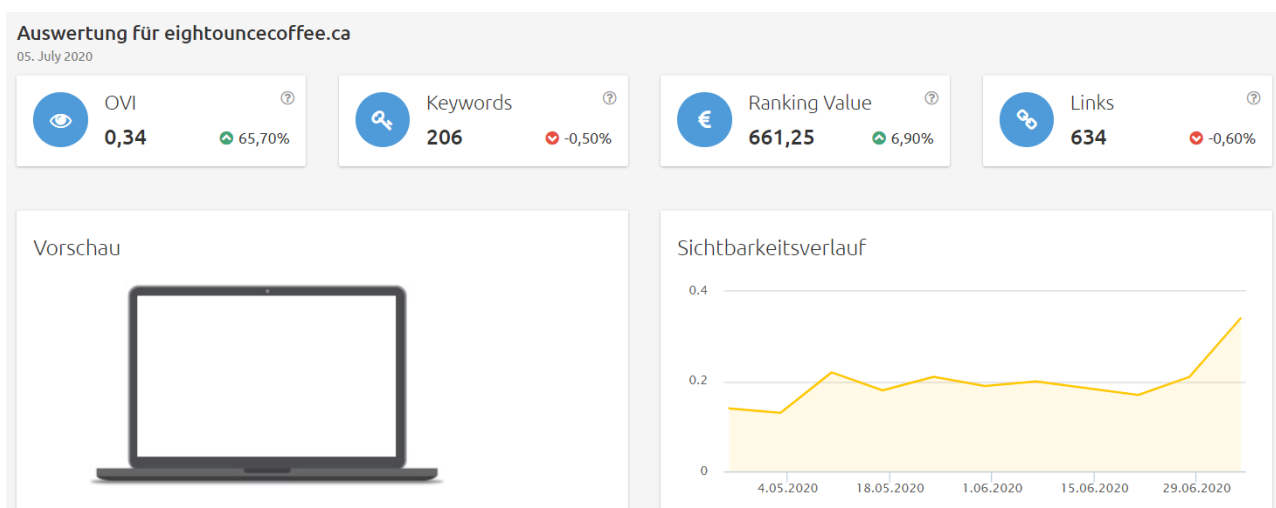 Auswertung für eightouncecoffee.ca
05. July 2020
OVI
0,34
65,70%
Keywords
206
-0,50%
Ranking Value
661,25
6,90%
Links
634
-0,60%
Vorschau
Sichtbarkeitsverlauf
0.4
0.2
0
4.05.2020 18.05.2020 1.06.2020 15.06.2020 29.06.2020